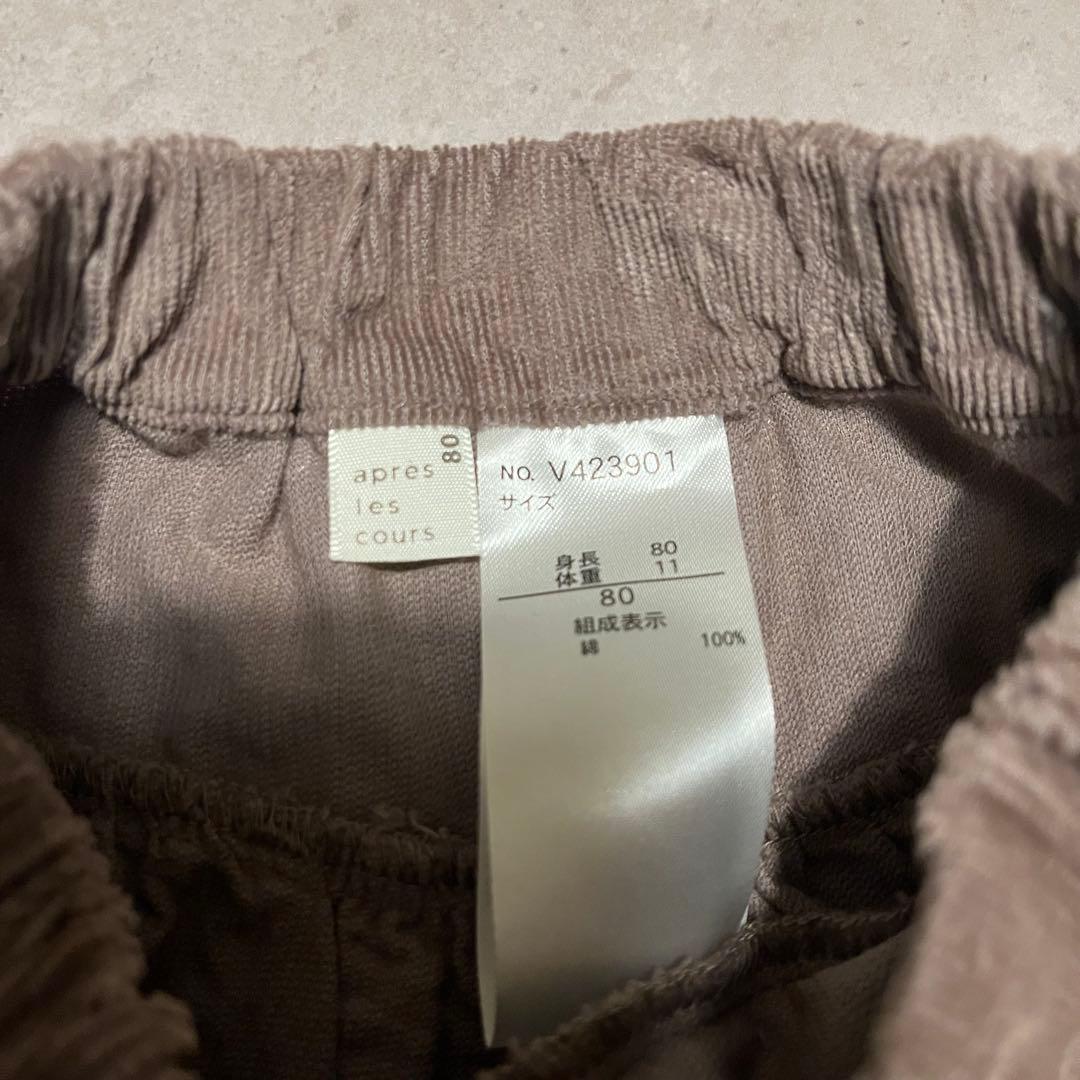 apres
les
cours
80
No. V423901
サイズ
身長 80
体重 11
80
組成表示
綿 100%